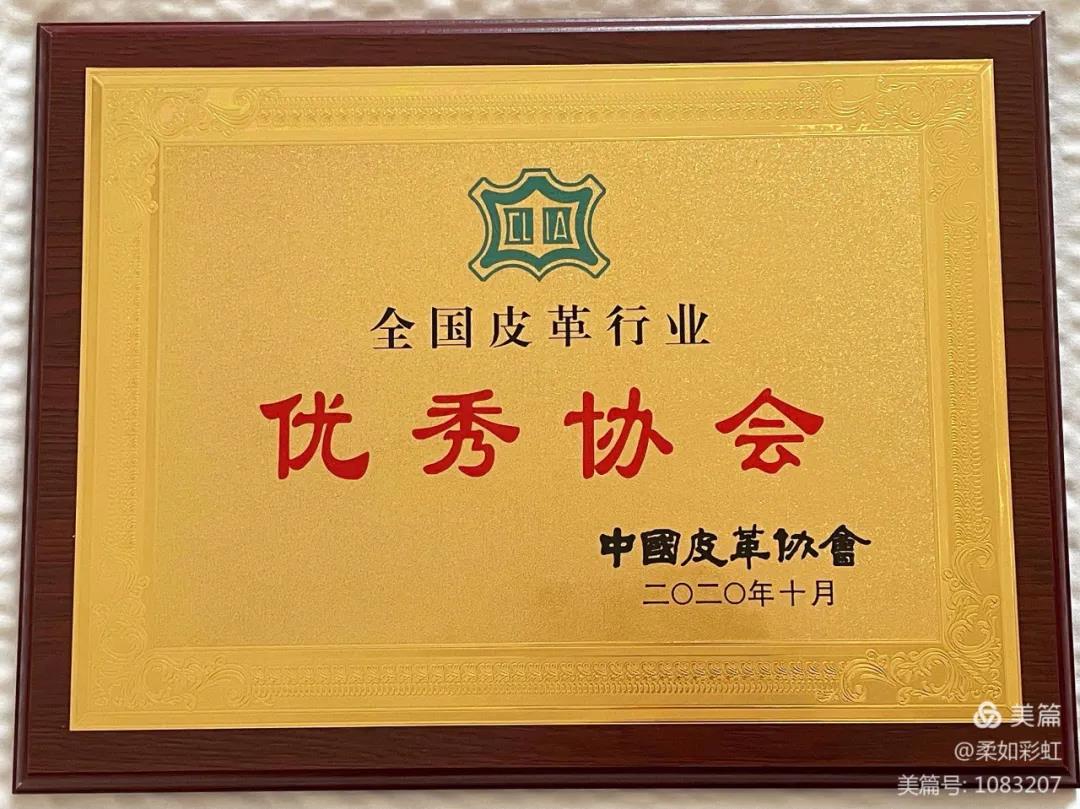 CLIA
全国皮革行业
优秀协会
中國皮革协會
二〇二〇年十月
美篇
@柔如彩虹
美篇号: 1083207